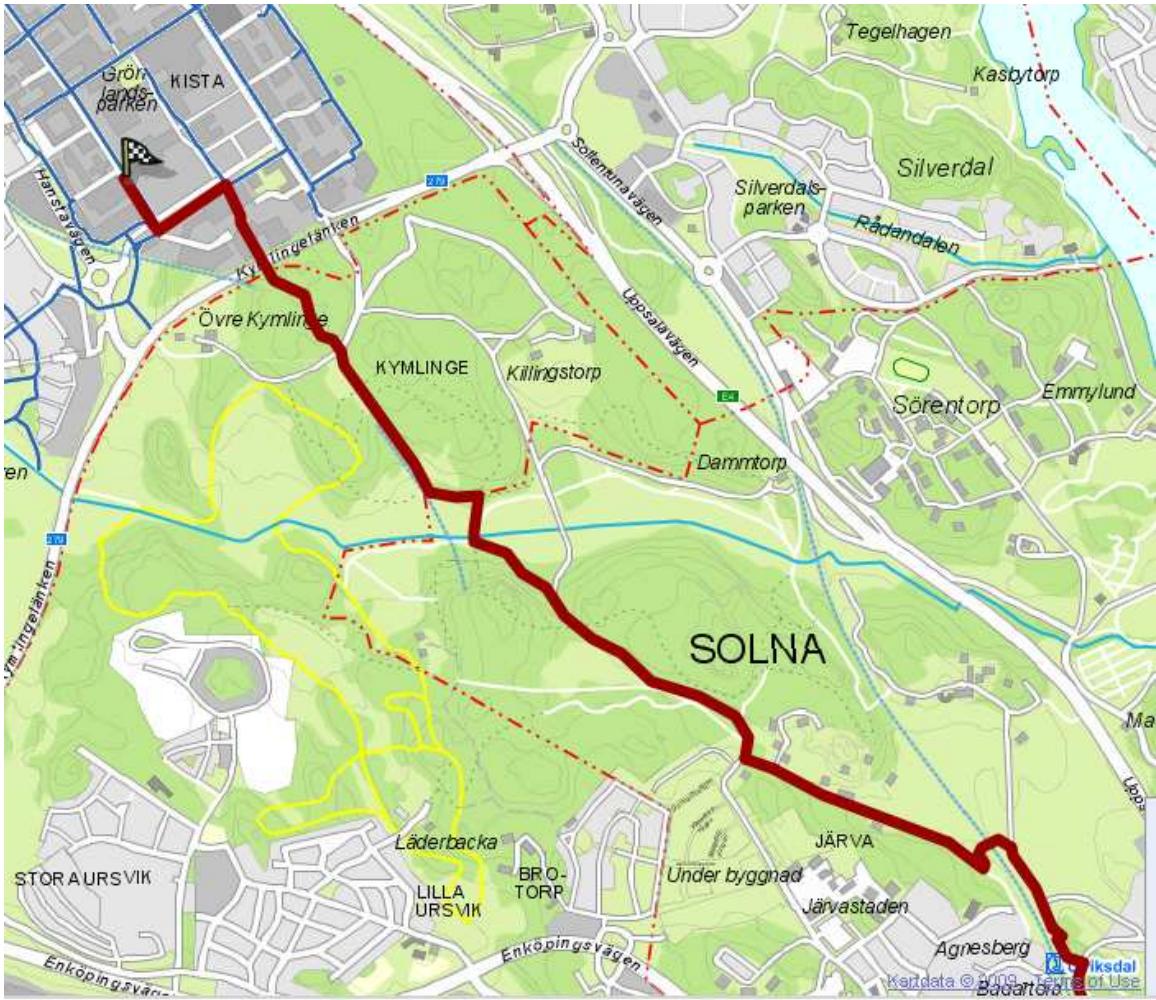 Tegelhagen
Kasbytorp
Grön
lands-
parken
KISTA
Silverdal
Silverdals-
parken
Rådandalen
Sollentunavägen
Hanstavägen
279
Kymlingelänken
Uppsalavägen
Övre Kymlinge
KYMLINGE
Killingstorp
E4
Sörentorp
Emmylund
Dammtorp
279
Kymlingelänken
SOLNA
Ma
Upps
Läderbacka
STORA URSVIK
LILLA
URSVIK
BRO-
TORP
JÄRVA
Under byggnad
Järvastaden
Agnesberg
Enköpingsvägen
Enköpingsväg
Kartdata © 2009
Terms of Use